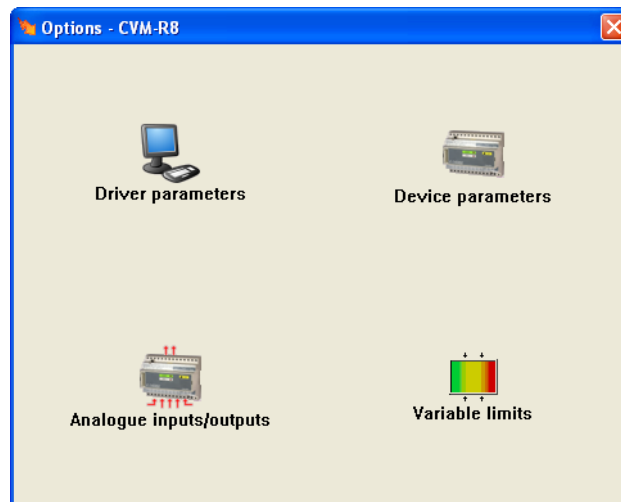 Options - CVM-R8
Driver parameters
Device parameters
Analogue inputs/outputs
Variable limits